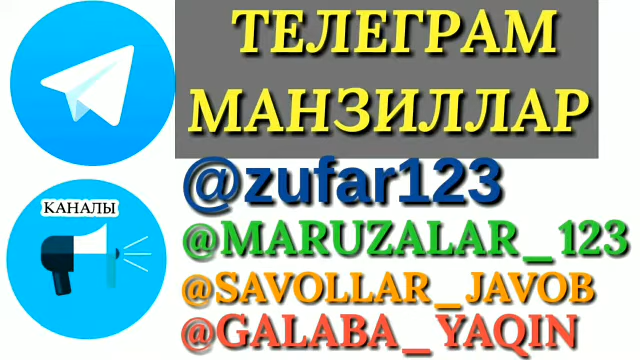 ТЕЛЕГРАМ
МАНЗИЛЛАР
@zufar123
КАНАЛЫ
@MARUZALAR_123
@SAVOLLAR_JAVOB
@GALABA_YAQIN